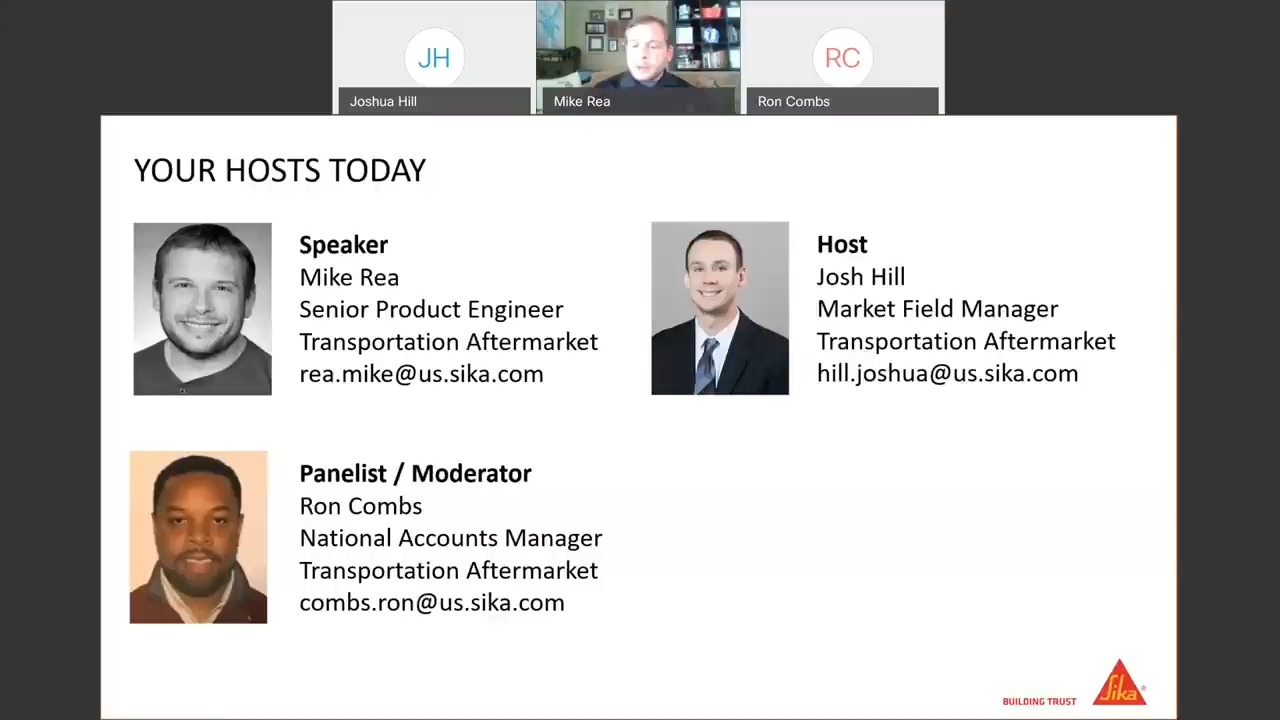 JH
RC
Joshua Hill
Mike Rea
Ron Combs
YOUR HOSTS TODAY
Speaker
Mike Rea
Senior Product Engineer
Transportation Aftermarket
rea.mike@us.sika.com
Host
Josh Hill
Market Field Manager
Transportation Aftermarket
hill.joshua@us.sika.com
Panelist / Moderator
Ron Combs
National Accounts Manager
Transportation Aftermarket
combs.ron@us.sika.com
BUILDING TRUST
Sika®